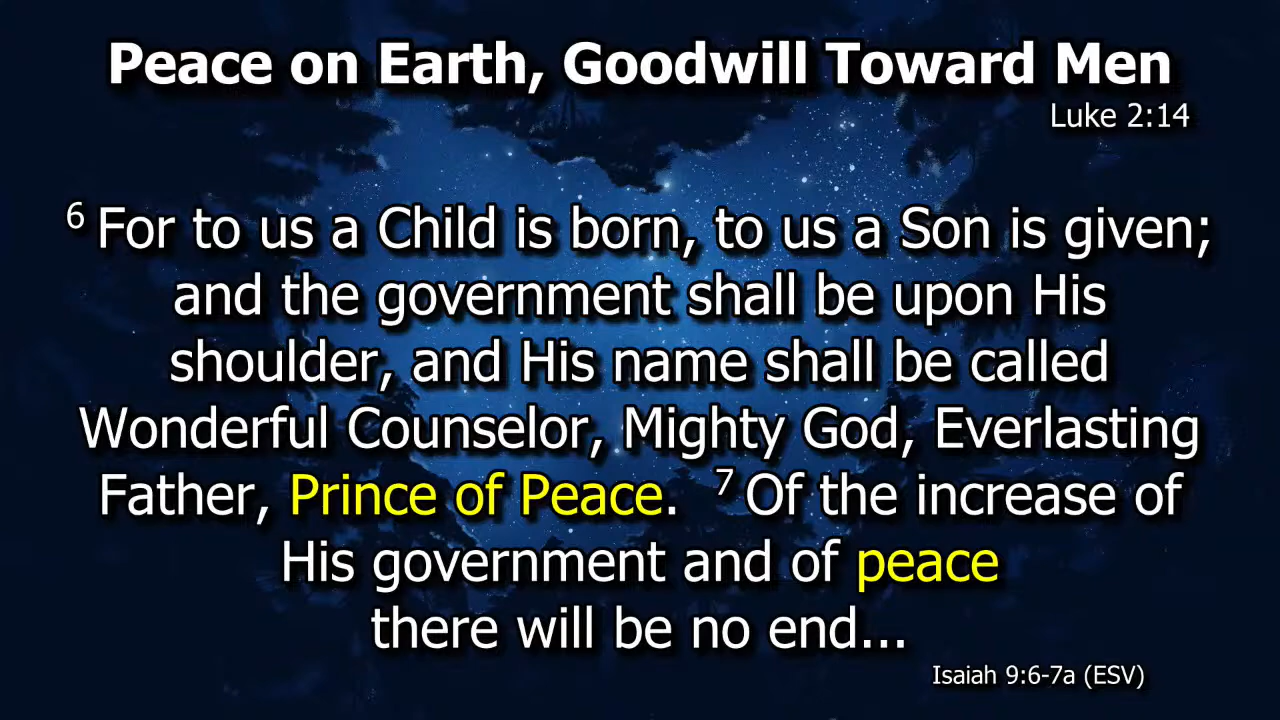 Peace on Earth, Goodwill Toward Men
Luke 2:14
6 For to us a Child is born, to us a Son is given;
and the government shall be upon His
shoulder, and His name shall be called
Wonderful Counselor, Mighty God, Everlasting
Father, Prince of Peace. 7 Of the increase of
His government and of peace
there will be no end...
Isaiah 9:6-7a (ESV)